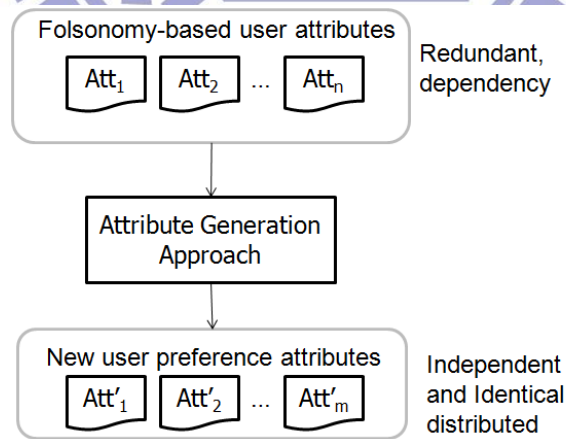 Folsonomy-based user attributes
Redundant,
dependency
Att1 Att2 ... Attn
Attribute Generation
Approach
New user preference attributes
Independent
and Identical
distributed
Att'1 Att'2 ... Att'm